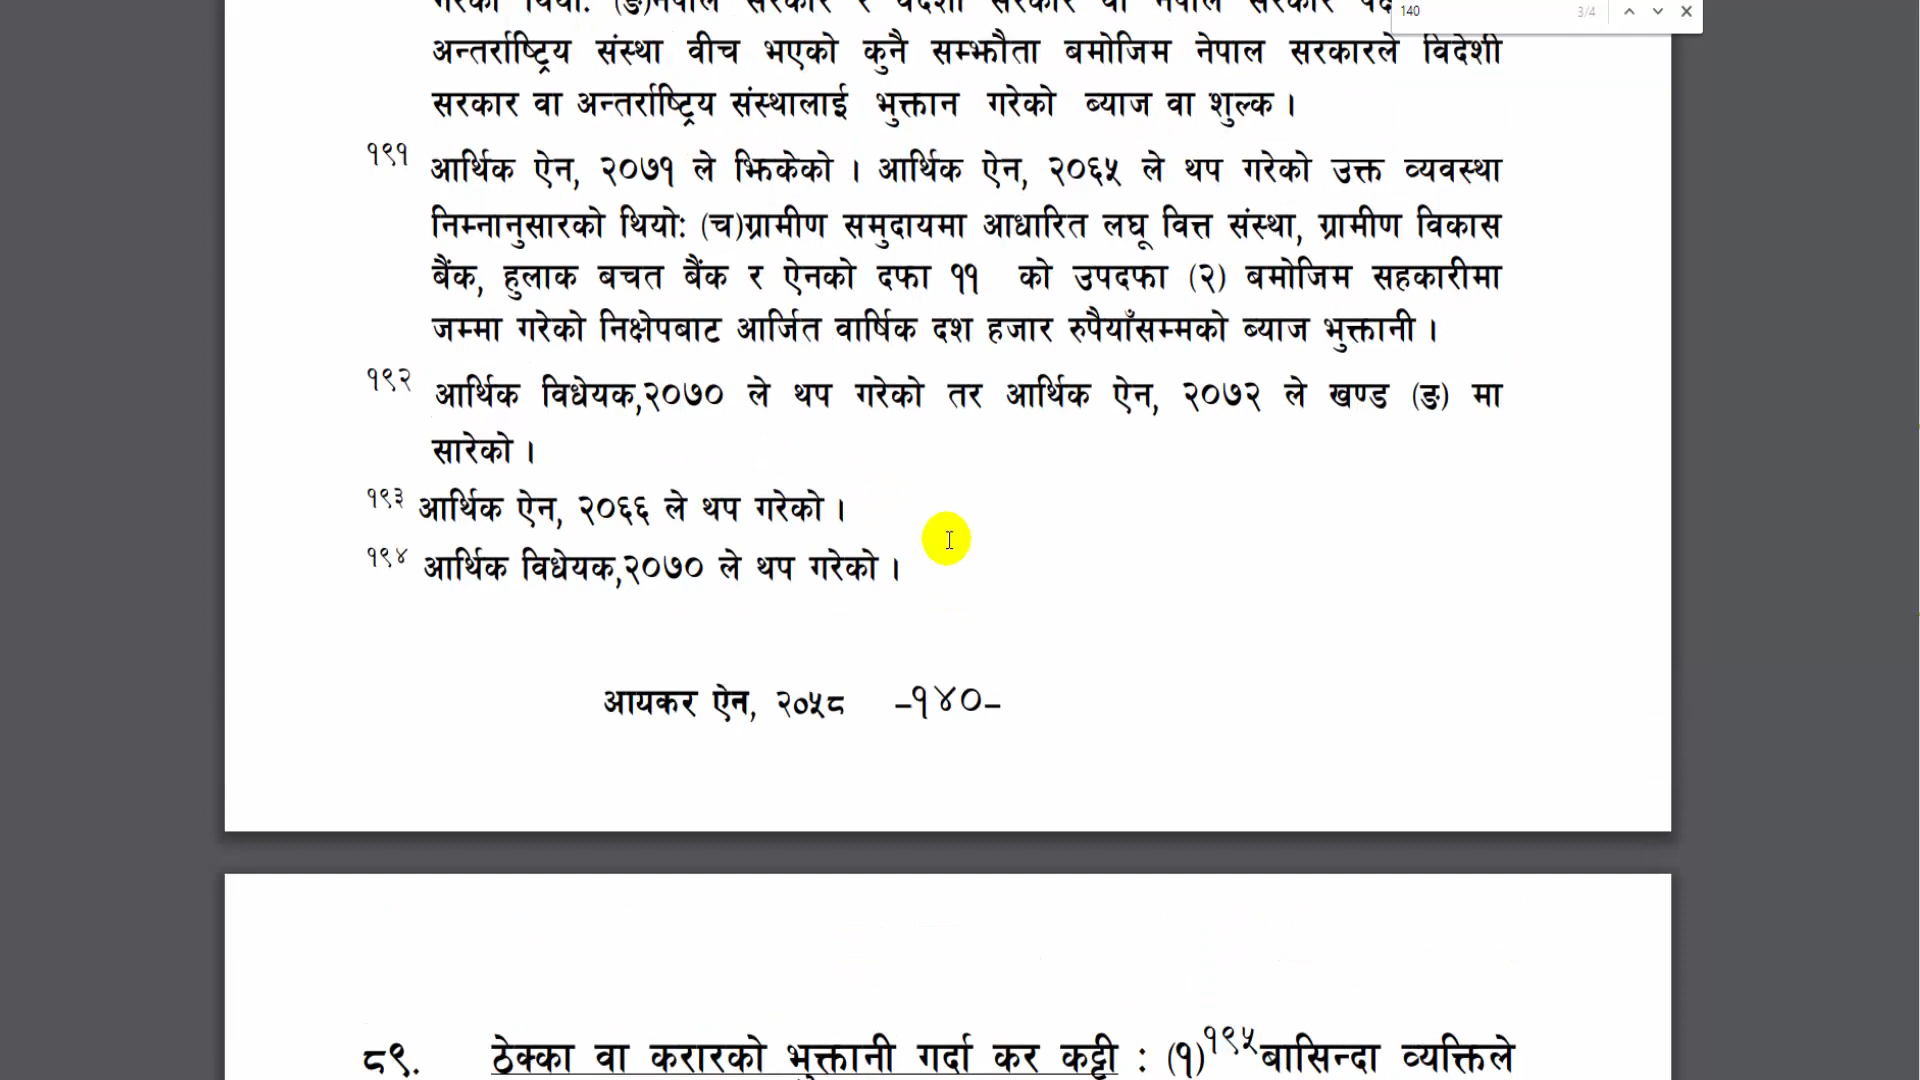 140 3/4
गरेको थियो: (ङ)नेपाल सरकार र विदेशी सरकार वा नेपाल सरकार
अन्तर्राष्ट्रिय संस्था वीच भएको कुनै सम्झौता बमोजिम नेपाल सरकारले विदेशी
सरकार वा अन्तर्राष्ट्रिय संस्थालाई भुक्तान गरेको ब्याज वा शुल्क ।
१९१ आर्थिक ऐन, २०७१ ले झिकेको । आर्थिक ऐन, २०६५ ले थप गरेको उक्त व्यवस्था
निम्नानुसारको थियो: (च)ग्रामीण समुदायमा आधारित लघू वित्त संस्था, ग्रामीण विकास
बैंक, हुलाक बचत बैंक र ऐनको दफा ११ को उपदफा (२) बमोजिम सहकारीमा
जम्मा गरेको निक्षेपबाट आर्जित वार्षिक दश हजार रुपैयाँसम्मको ब्याज भुक्तानी ।
१९२ आर्थिक विधेयक,२०७० ले थप गरेको तर आर्थिक ऐन, २०७२ ले खण्ड (ङ) मा
सारेको ।
१९३ आर्थिक ऐन, २०६६ ले थप गरेको ।
१९४ आर्थिक विधेयक,२०७० ले थप गरेको ।
आयकर ऐन, २०५८ -१४०-
८९. ठेक्का वा करारको भुक्तानी गर्दा कर कट्टी : (१)१९५बासिन्दा व्यक्तिले